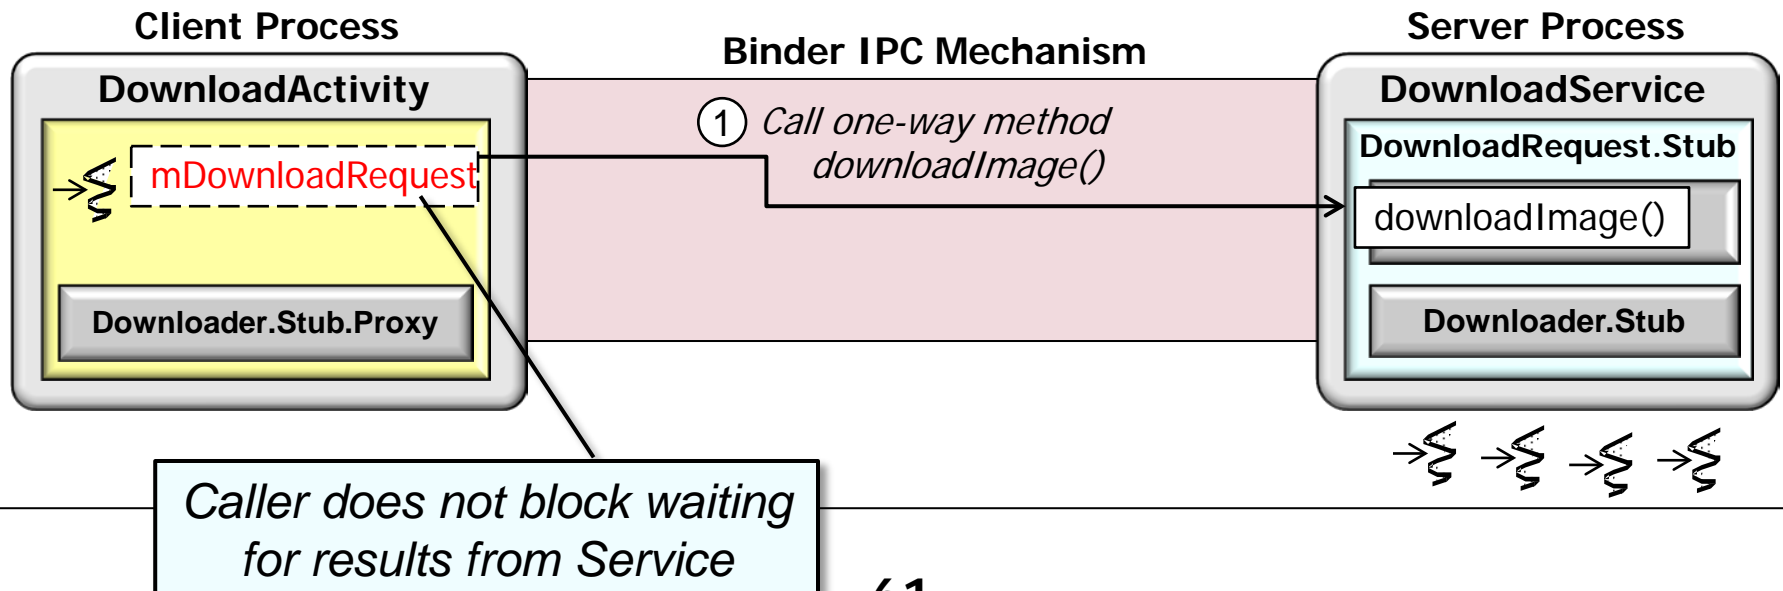 Client Process
Binder IPC Mechanism
Server Process
DownloadActivity
DownloadService
1 Call one-way method
downloadImage()
DownloadRequest.Stub
mDownloadRequest
downloadImage()
Downloader.Stub.Proxy
Downloader.Stub
Caller does not block waiting
for results from Service